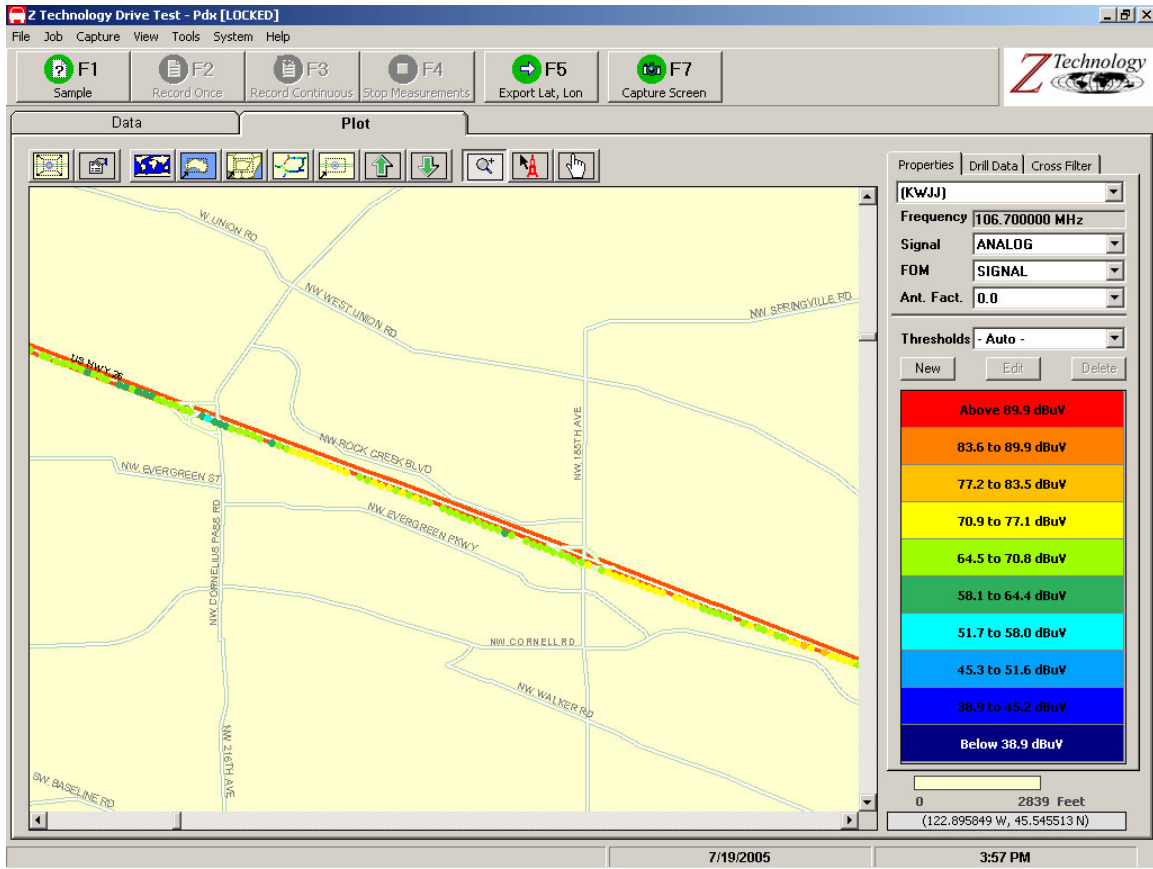 Z Technology Drive Test - Pdx [LOCKED]
File Job Capture View Tools System Help
F1
Sample
F2
Record Once
F3
Record Continuous
F4
Stop Measurements
F5
Export Lat, Lon
F7
Capture Screen
Z Technology
Data
Plot
Properties
Drill Data
Cross Filter
(KWJJ)
Frequency 106.700000 MHz
Signal ANALOG
FOM SIGNAL
Ant. Fact. 0.0
Thresholds - Auto -
New
Edit
Delete
Above 89.9 dBuV
83.6 to 89.9 dBuV
77.2 to 83.5 dBuV
70.9 to 77.1 dBuV
64.5 to 70.8 dBuV
58.1 to 64.4 dBuV
51.7 to 58.0 dBuV
45.3 to 51.6 dBuV
38.9 to 45.2 dBuV
Below 38.9 dBuV
0 2839 Feet
(122.895849 W, 45.545513 N)
W. UNION RD
NW. WEST UNION RD
NW. SPRINGVILLE RD
US HWY 26
NW. 185TH AVE
NW. ROCK CREEK BLVD
NW. EVERGREEN ST
NW. EVERGREEN PKWY
NW. CORNELIUS PASS RD
NW. CORNELL RD
NW. WALKER RD
NW. 216TH AVE
SW. BASELINE RD
7/19/2005
3:57 PM